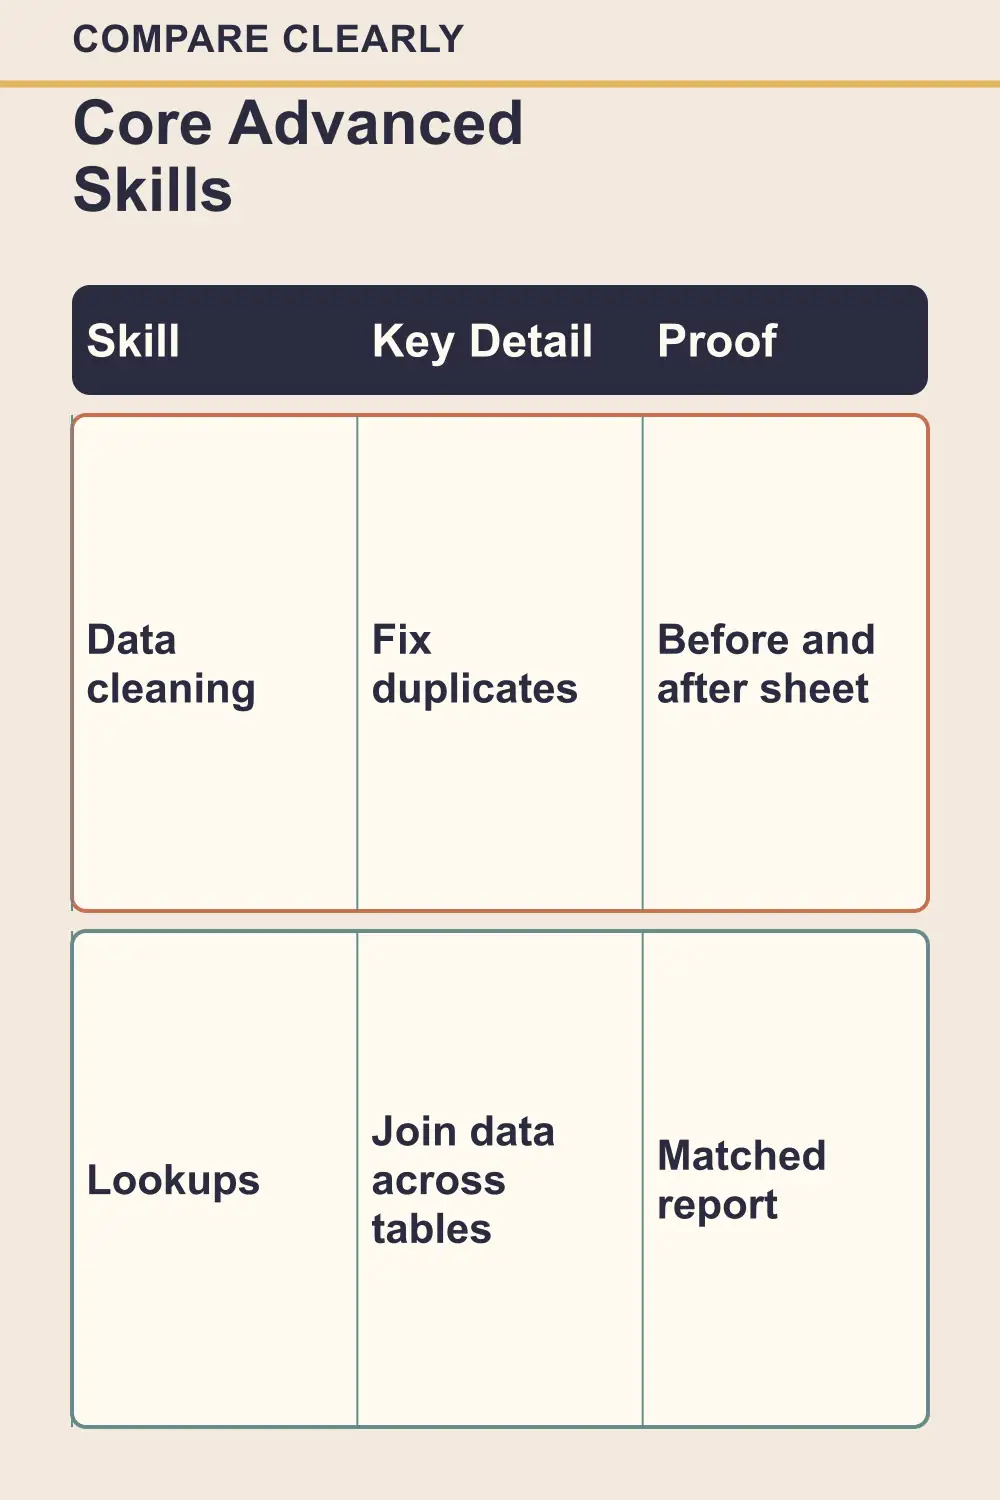 COMPARE CLEARLY
Core Advanced
Skills
Skill
Key Detail
Proof
Data
cleaning
Fix
duplicates
Before and
after sheet
Lookups
Join data
across
tables
Matched
report